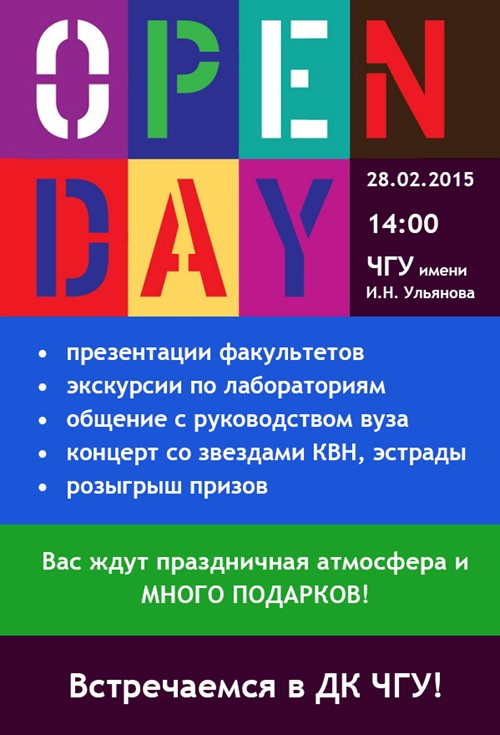 OPEN
DAY
28.02.2015
14:00
ЧГУ имени
И.Н. Ульянова
• презентации факультетов
• экскурсии по лабораториям
• общение с руководством вуза
• концерт со звездами КВН, эстрады
• розыгрыш призов
Вас ждут праздничная атмосфера и
МНОГО ПОДАРКОВ!
Встречаемся в ДК ЧГУ!